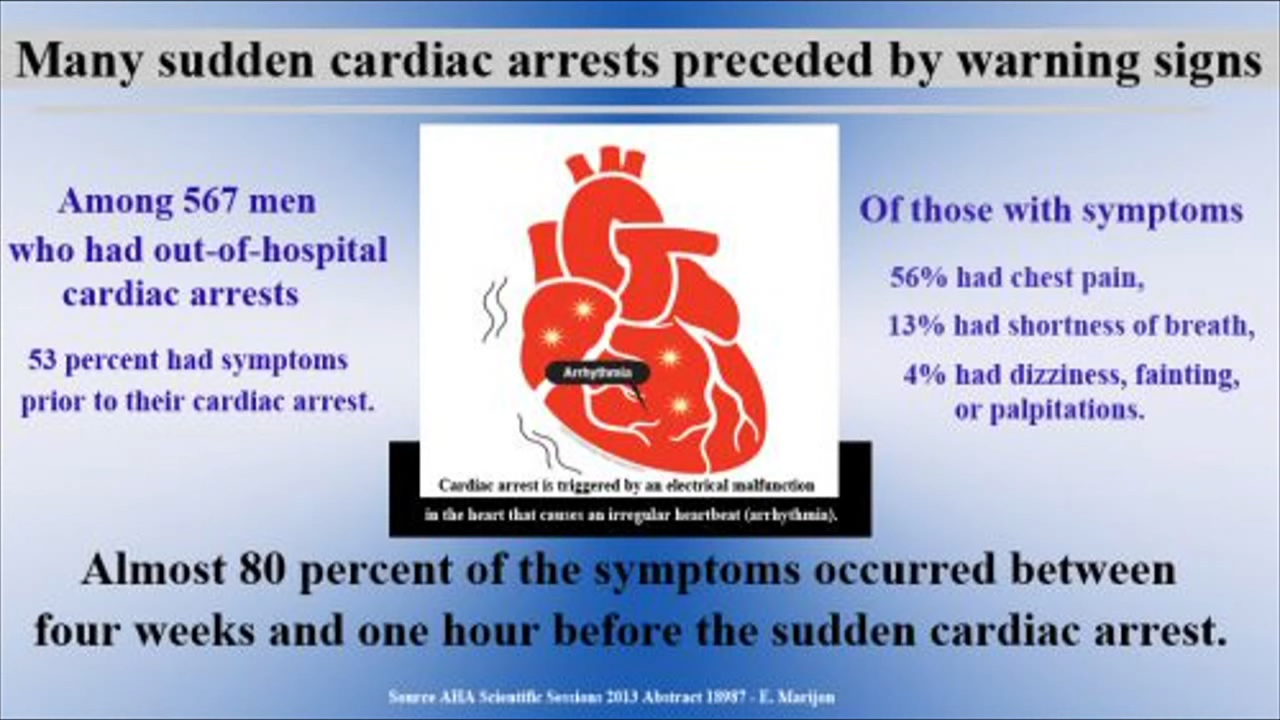 Many sudden cardiac arrests preceded by warning signs
Among 567 men
who had out-of-hospital
cardiac arrests
53 percent had symptoms
prior to their cardiac arrest.
Arrhythmia
Cardiac arrest is triggered by an electrical malfunction
in the heart that causes an irregular heartbeat (arrhythmia).
Of those with symptoms
56% had chest pain,
13% had shortness of breath,
4% had dizziness, fainting,
or palpitations.
Almost 80 percent of the symptoms occurred between
four weeks and one hour before the sudden cardiac arrest.
Source AHA Scientific Sessions 2013 Abstract 18987 - E. Marijon